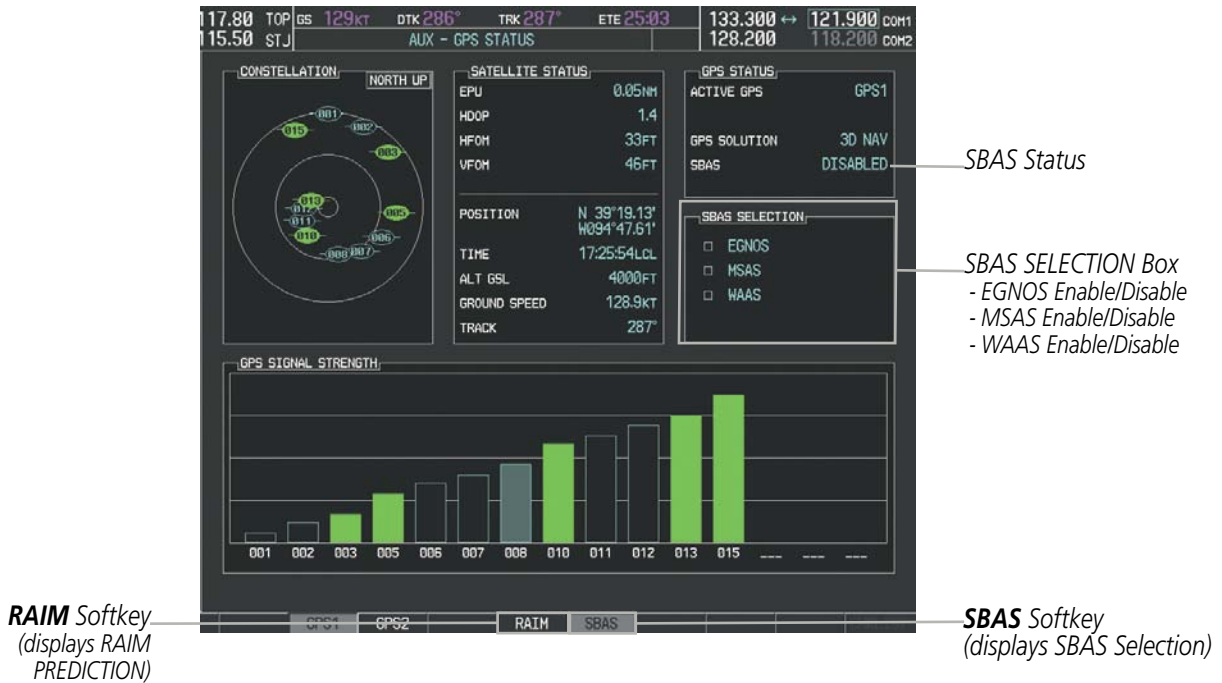 117.80 TOP GS 129KT DTK 286° TRK 287° ETE 25:03 133.300 ↔ 121.900 COM1
115.50 STJ AUX - GPS STATUS 128.200 118.200 COM2
CONSTELLATION
NORTH UP
001
002
015
003
013
012
011
005
010
006
008 007
SATELLITE STATUS
EPU 0.05NM
HDOP 1.4
HFOM 33FT
VFOM 46FT
POSITION N 39°19.13'
W094°47.61'
TIME 17:25:54LCL
ALT GSL 4000FT
GROUND SPEED 128.9KT
TRACK 287°
GPS STATUS
ACTIVE GPS GPS1
GPS SOLUTION 3D NAV
SBAS DISABLED
SBAS Status
SBAS SELECTION
□ EGNOS
□ MSAS
□ WAAS
SBAS SELECTION Box
- EGNOS Enable/Disable
- MSAS Enable/Disable
- WAAS Enable/Disable
GPS SIGNAL STRENGTH
001 002 003 005 006 007 008 010 011 012 013 015 ___ ___ ___
GPS1 GPS2 RAIM SBAS
RAIM Softkey
(displays RAIM
PREDICTION)
SBAS Softkey
(displays SBAS Selection)